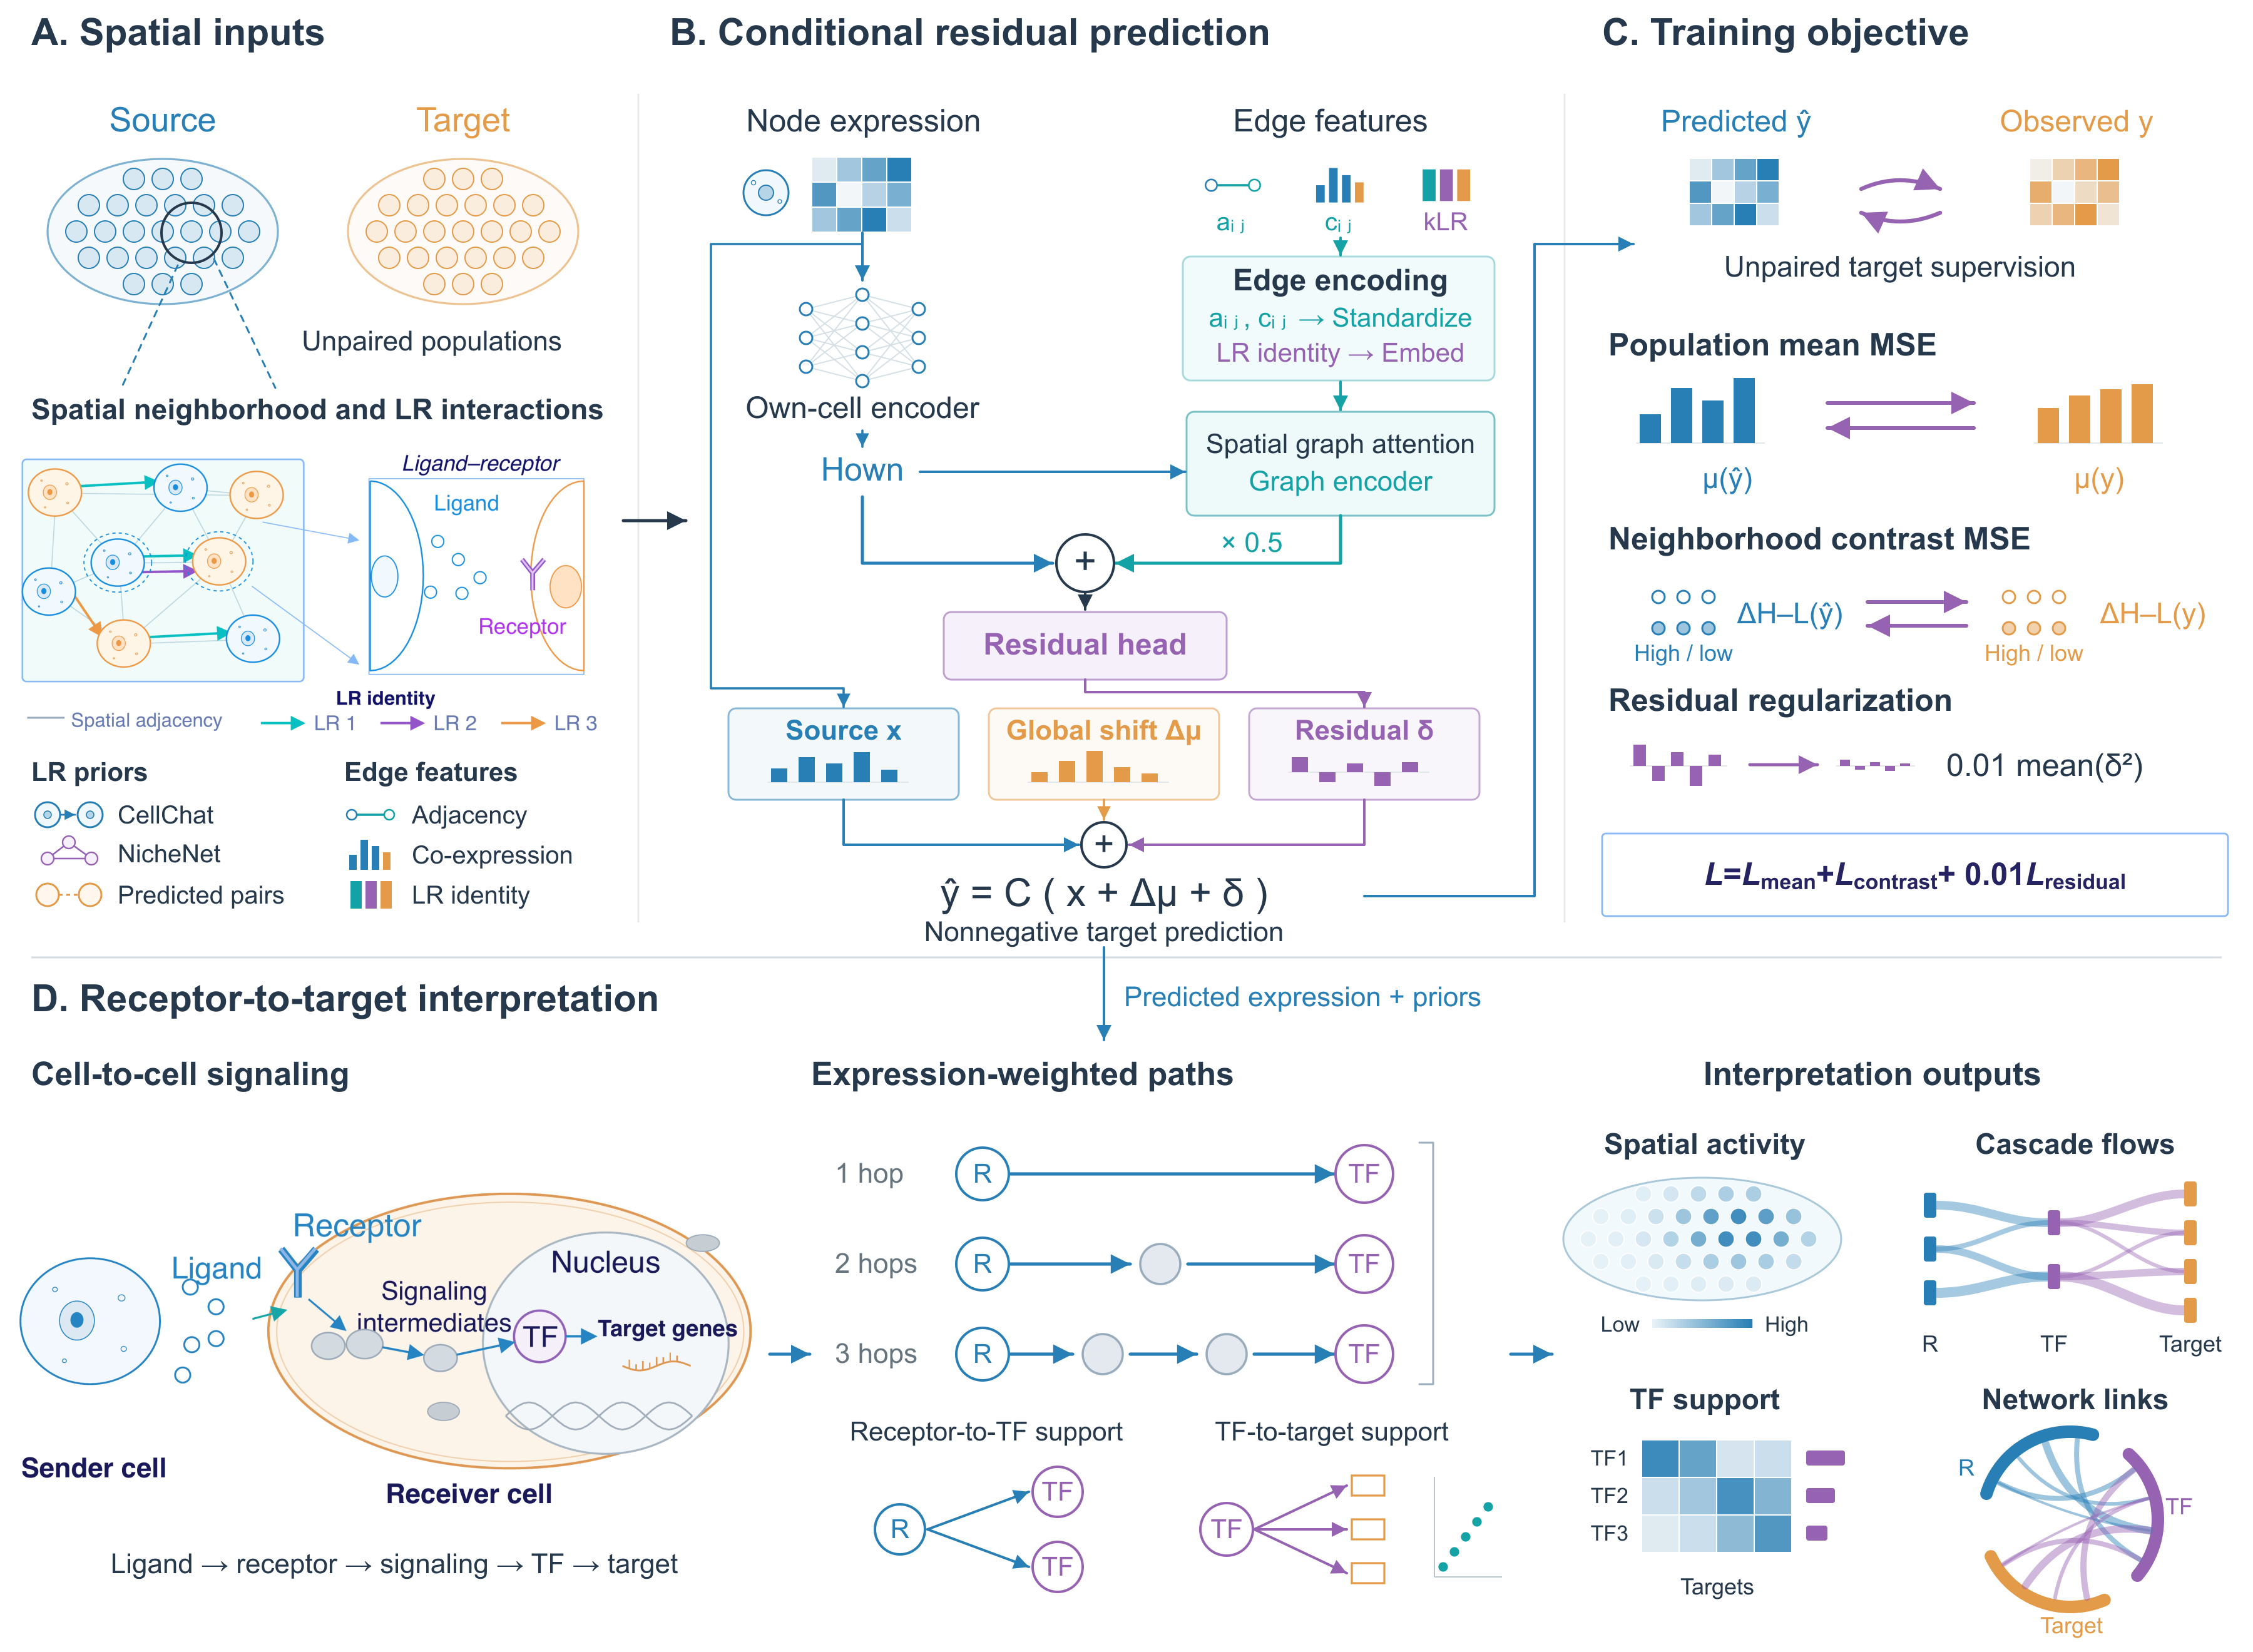 A. Spatial inputs
Source
Target
Unpaired populations
Spatial neighborhood and LR interactions
Ligand–receptor
Ligand
Receptor
LR identity
Spatial adjacency
LR 1
LR 2
LR 3
LR priors
CellChat
NicheNet
Predicted pairs
Edge features
Adjacency
Co-expression
LR identity
B. Conditional residual prediction
Node expression
Own-cell encoder
Hown
Edge features
aᵢ ⱼ
cᵢ ⱼ
kLR
Edge encoding
aᵢ ⱼ , cᵢ ⱼ → Standardize
LR identity → Embed
Spatial graph attention
Graph encoder
× 0.5
+
Residual head
Source x
Global shift Δμ
Residual δ
+
ŷ = C ( x + Δμ + δ )
Nonnegative target prediction
C. Training objective
Predicted ŷ
Observed y
Unpaired target supervision
Population mean MSE
μ(ŷ)
μ(y)
Neighborhood contrast MSE
ΔH–L(ŷ)
High / low
ΔH–L(y)
High / low
Residual regularization
0.01 mean(δ²)
L=Lmean+Lcontrast+ 0.01Lresidual
D. Receptor-to-target interpretation
Predicted expression + priors
Cell-to-cell signaling
Receptor
Ligand
Signaling
intermediates
Nucleus
TF
Target genes
Sender cell
Receiver cell
Ligand → receptor → signaling → TF → target
Expression-weighted paths
1 hop
R
TF
2 hops
R
TF
3 hops
R
TF
Receptor-to-TF support
R
TF
TF
TF-to-target support
TF
Interpretation outputs
Spatial activity
Low
High
Cascade flows
R
TF
Target
TF support
TF1
TF2
TF3
Targets
Network links
R
TF
Target